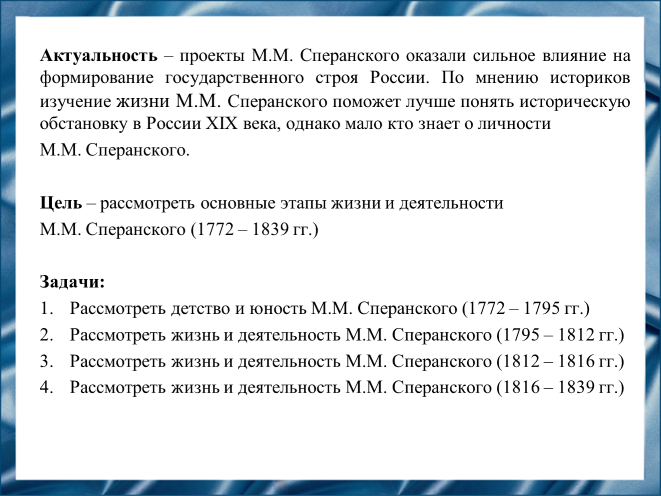 Актуальность – проекты М.М. Сперанского оказали сильное влияние на
формирование государственного строя России. По мнению историков
изучение жизни М.М. Сперанского поможет лучше понять историческую
обстановку в России XIX века, однако мало кто знает о личности
М.М. Сперанского.
Цель – рассмотреть основные этапы жизни и деятельности
М.М. Сперанского (1772 – 1839 гг.)
Задачи:
1. Рассмотреть детство и юность М.М. Сперанского (1772 – 1795 гг.)
2. Рассмотреть жизнь и деятельность М.М. Сперанского (1795 – 1812 гг.)
3. Рассмотреть жизнь и деятельность М.М. Сперанского (1812 – 1816 гг.)
4. Рассмотреть жизнь и деятельность М.М. Сперанского (1816 – 1839 гг.)